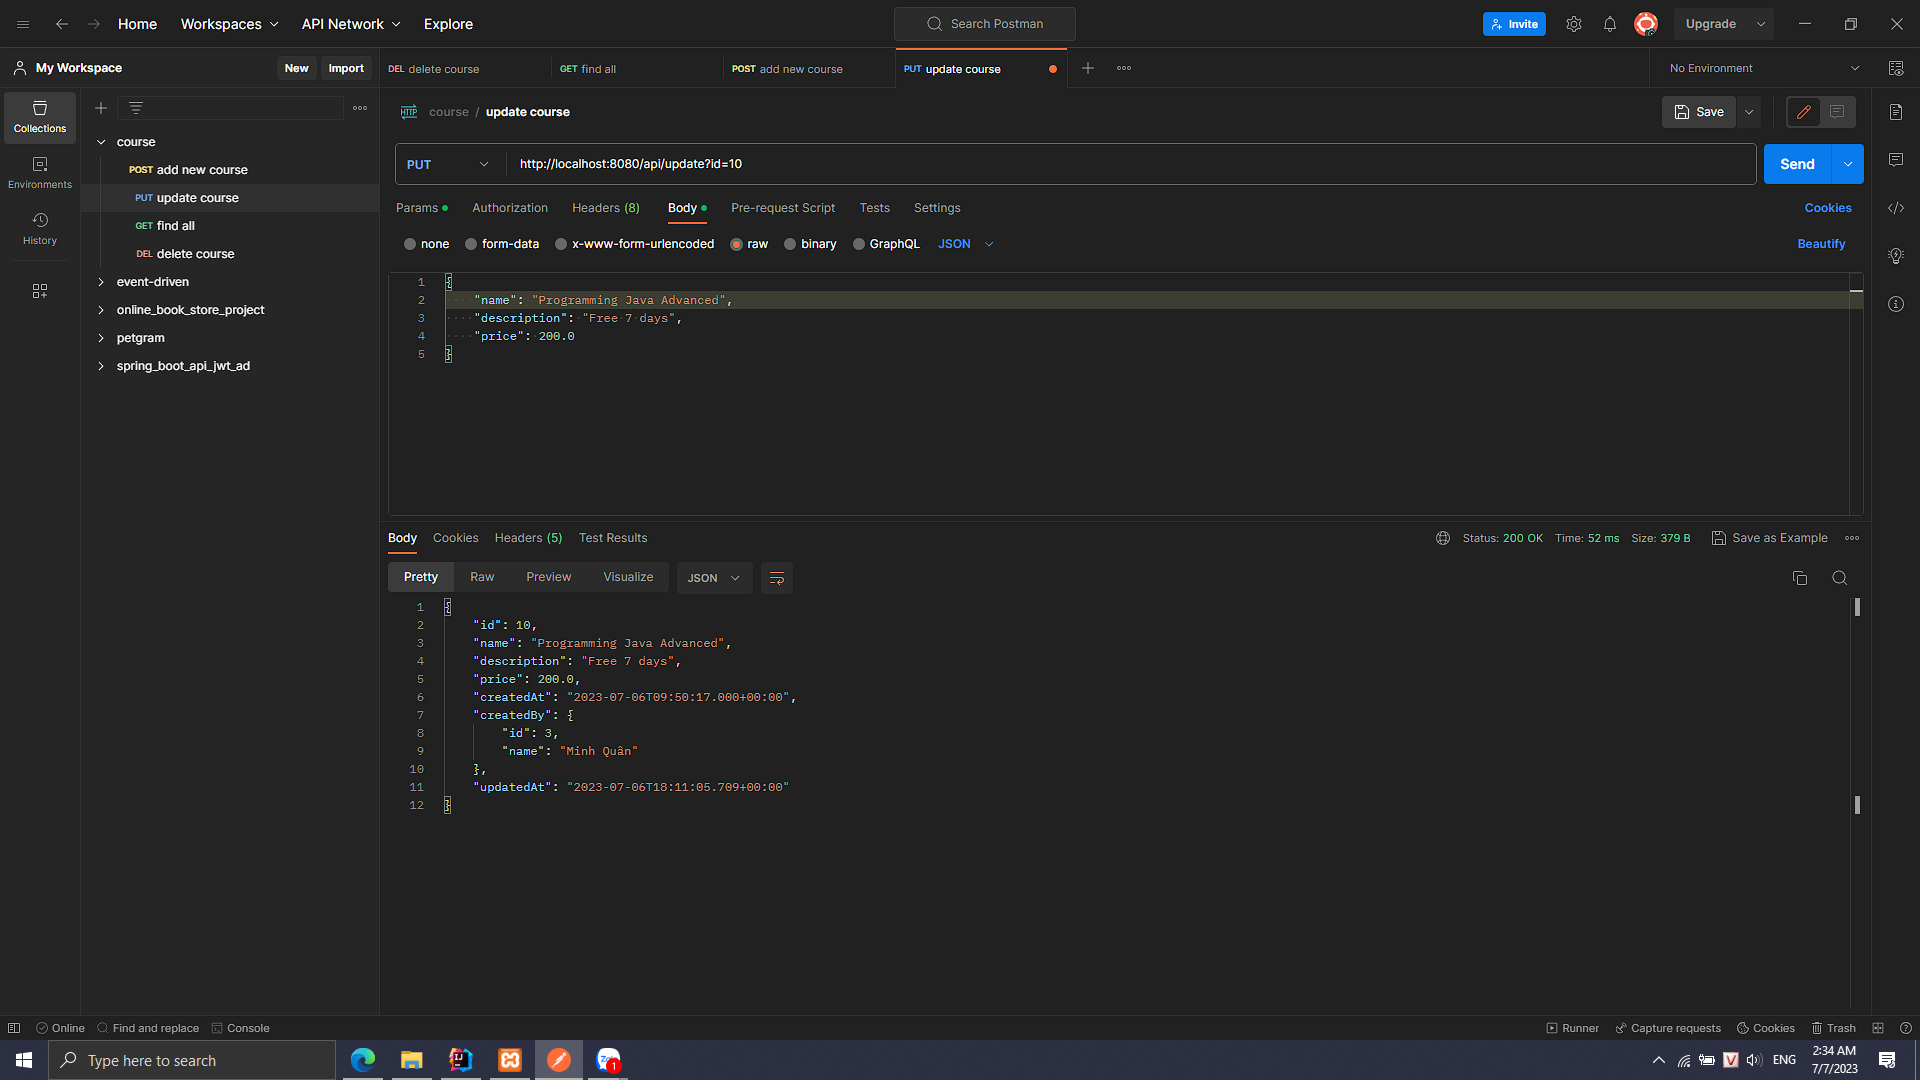 Home Workspaces API Network Explore Search Postman Invite Upgrade
My Workspace New Import DEL delete course GET find all POST add new course PUT update course No Environment
Collections
Environments
History
course
POST add new course
PUT update course
GET find all
DEL delete course
event-driven
online_book_store_project
petgram
spring_boot_api_jwt_ad
HTTP course / update course Save
PUT http://localhost:8080/api/update?id=10 Send
Params Authorization Headers (8) Body Pre-request Script Tests Settings Cookies
none form-data x-www-form-urlencoded raw binary GraphQL JSON Beautify
1 {
2 "name": "Programming Java Advanced",
3 "description": "Free 7 days",
4 "price": 200.0
5 }
Body Cookies Headers (5) Test Results Status: 200 OK Time: 52 ms Size: 379 B Save as Example
Pretty Raw Preview Visualize JSON
1 {
2 "id": 10,
3 "name": "Programming Java Advanced",
4 "description": "Free 7 days",
5 "price": 200.0,
6 "createdAt": "2023-07-06T09:50:17.000+00:00",
7 "createdBy": {
8 "id": 3,
9 "name": "Minh Quân"
10 },
11 "updatedAt": "2023-07-06T18:11:05.709+00:00"
12 }
Online Find and replace Console Runner Capture requests Cookies Trash
Type here to search Zalo 1 V ENG 2:34 AM
7/7/2023